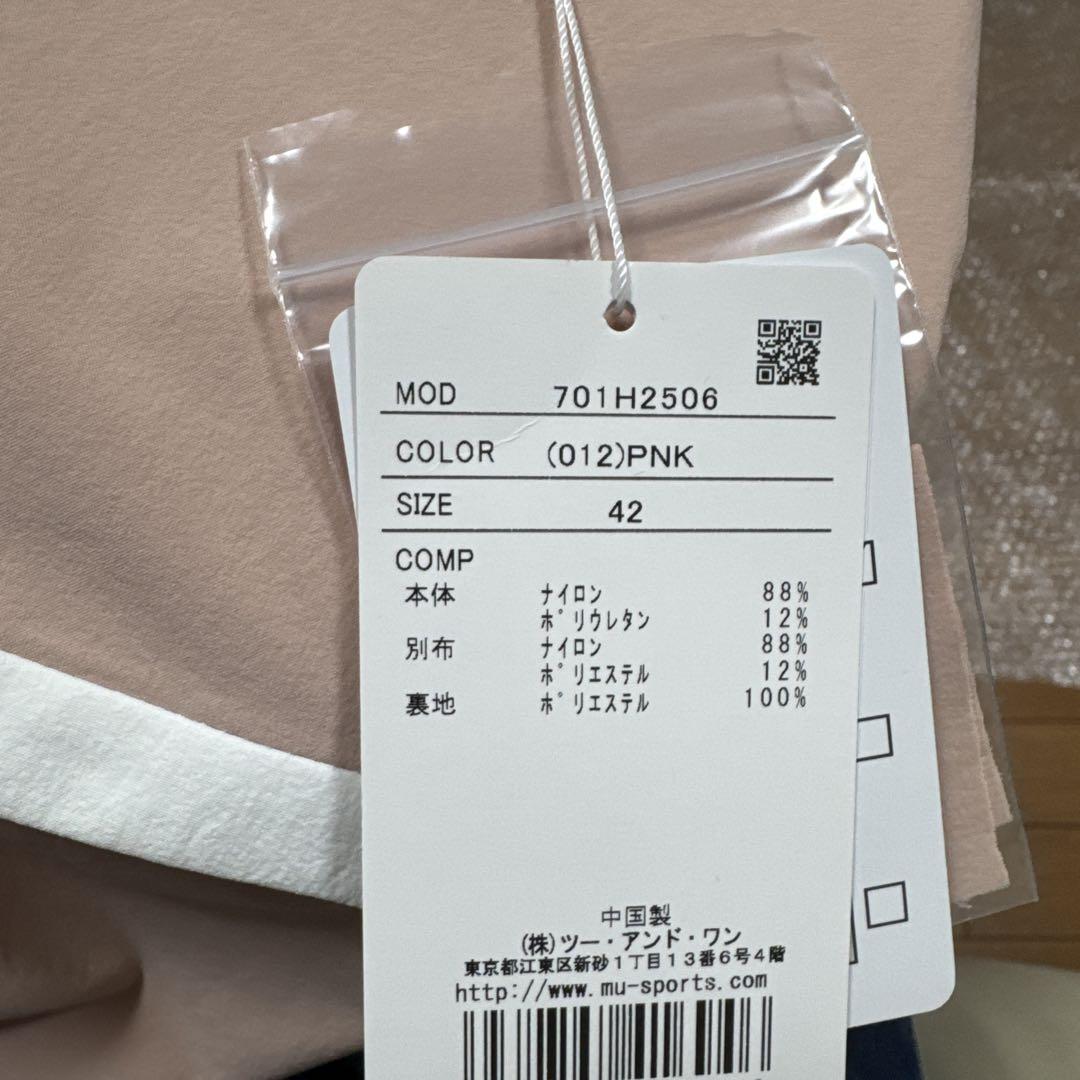 MOD 701H2506
COLOR (012)PNK
SIZE 42
COMP
本体 ナイロン 88%
ポリウレタン 12%
別布 ナイロン 88%
ポリエステル 12%
裏地 ポリエステル 100%
中国製
(株)ツー・アンド・ワン
東京都江東区新砂1丁目13番6号4階
http://www.mu-sports.com